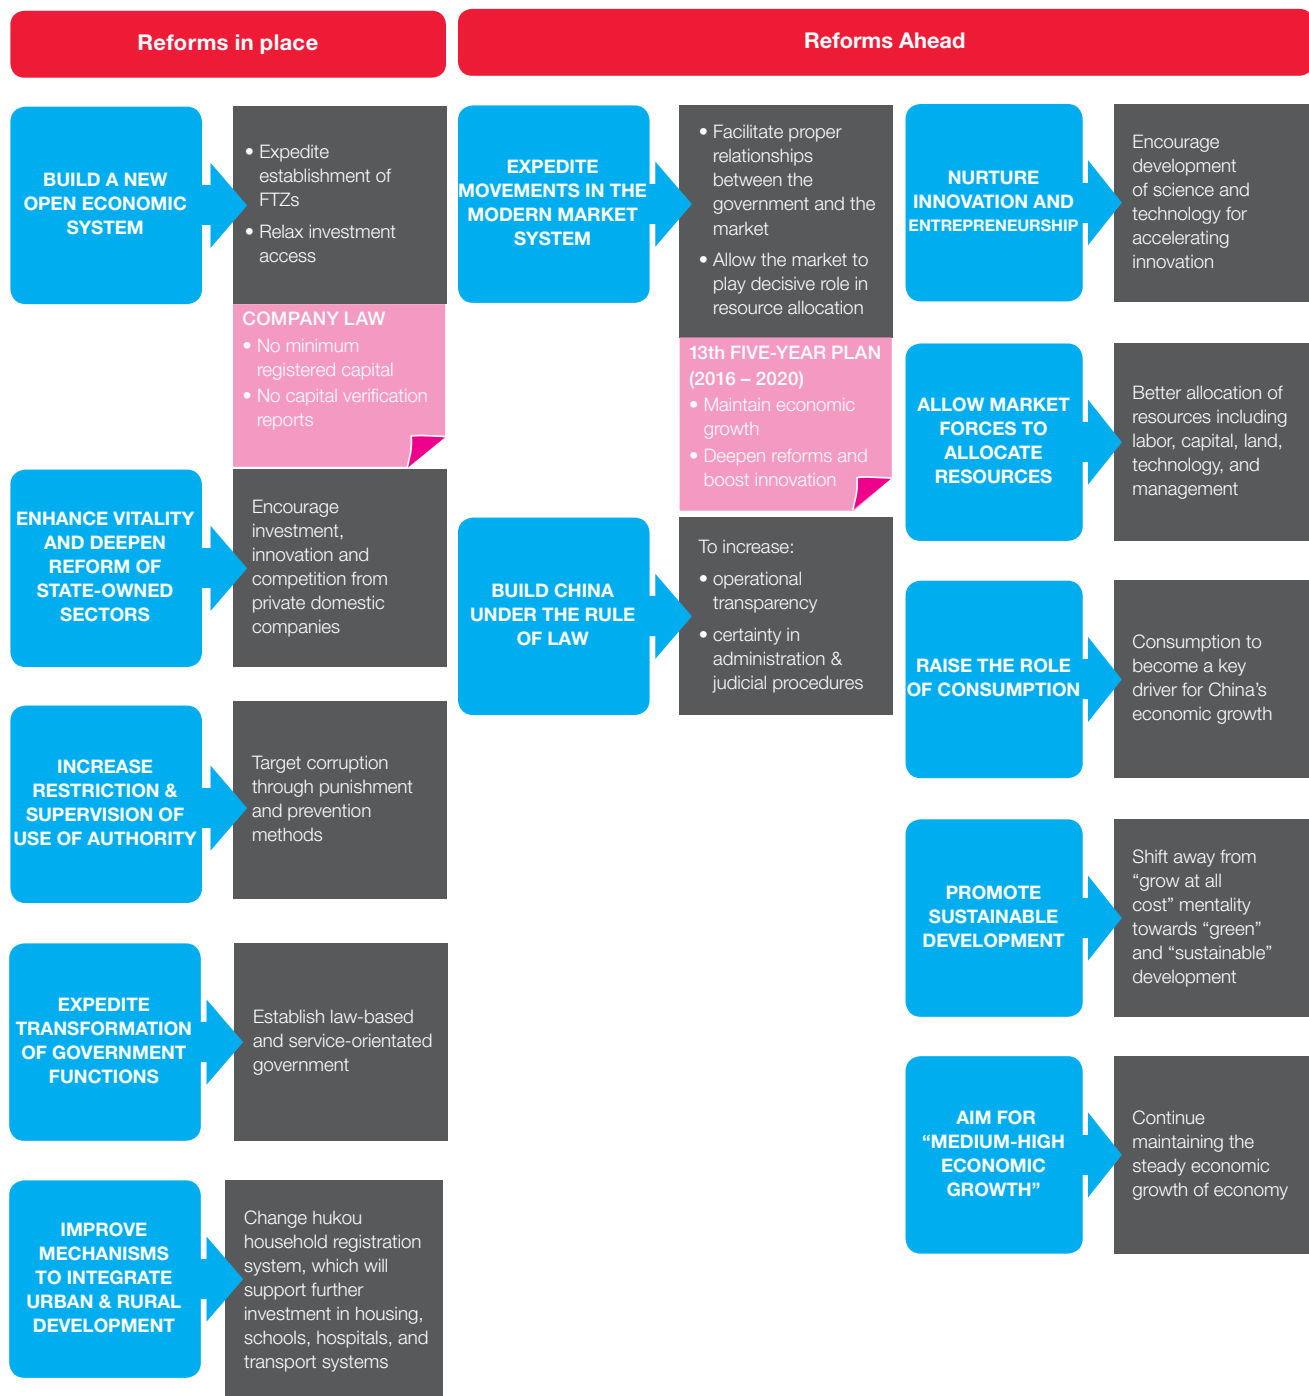 Reforms in place
BUILD A NEW
OPEN ECONOMIC
SYSTEM
• Expedite
establishment of
FTZs
• Relax investment
access
COMPANY LAW
• No minimum
registered capital
• No capital verification
reports
ENHANCE VITALITY
AND DEEPEN
REFORM OF
STATE-OWNED
SECTORS
Encourage
investment,
innovation and
competition from
private domestic
companies
INCREASE
RESTRICTION &
SUPERVISION OF
USE OF AUTHORITY
Target corruption
through punishment
and prevention
methods
EXPEDITE
TRANSFORMATION
OF GOVERNMENT
FUNCTIONS
Establish law-based
and service-orientated
government
IMPROVE
MECHANISMS
TO INTEGRATE
URBAN & RURAL
DEVELOPMENT
Change hukou
household registration
system, which will
support further
investment in housing,
schools, hospitals, and
transport systems
Reforms Ahead
EXPEDITE
MOVEMENTS IN THE
MODERN MARKET
SYSTEM
• Facilitate proper
relationships
between the
government and the
market
• Allow the market to
play decisive role in
resource allocation
13th FIVE-YEAR PLAN
(2016 – 2020)
• Maintain economic
growth
• Deepen reforms and
boost innovation
BUILD CHINA
UNDER THE RULE
OF LAW
To increase:
• operational
transparency
• certainty in
administration &
judicial procedures
NURTURE
INNOVATION AND
ENTREPRENEURSHIP
Encourage
development
of science and
technology for
accelerating
innovation
ALLOW MARKET
FORCES TO
ALLOCATE
RESOURCES
Better allocation of
resources including
labor, capital, land,
technology, and
management
RAISE THE ROLE
OF CONSUMPTION
Consumption to
become a key
driver for China’s
economic growth
PROMOTE
SUSTAINABLE
DEVELOPMENT
Shift away from
“grow at all
cost” mentality
towards “green”
and “sustainable”
development
AIM FOR
“MEDIUM-HIGH
ECONOMIC
GROWTH”
Continue
maintaining the
steady economic
growth of economy